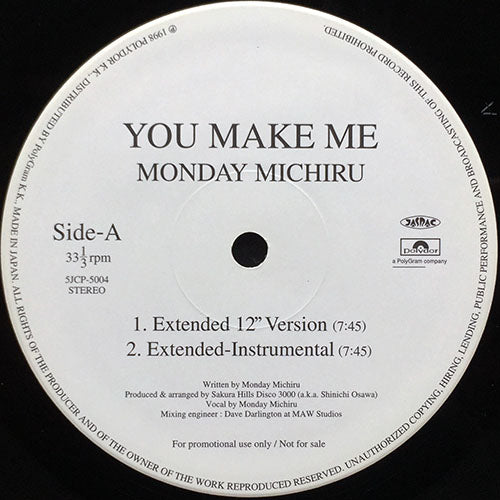 YOU MAKE ME
MONDAY MICHIRU
Side-A
33 1/3 rpm
5JCP-5004
STEREO
JASRAC
Polydor
a PolyGram company
1. Extended 12” Version (7:45)
2. Extended-Instrumental (7:45)
Written by Monday Michiru
Produced & arranged by Sakura Hills Disco 3000 (a.k.a. Shinichi Osawa)
Vocal by Monday Michiru
Mixing engineer : Dave Darlington at MAW Studios
For promotional use only / Not for sale
℗ 1998 POLYDOR K.K., DISTRIBUTED BY PolyGram K.K., MADE IN JAPAN. ALL RIGHTS OF THE PRODUCER AND OF THE OWNER OF THE WORK REPRODUCED RESERVED. UNAUTHORIZED COPYING, HIRING, LENDING, PUBLIC PERFORMANCE AND BROADCASTING OF THIS RECORD PROHIBITED.